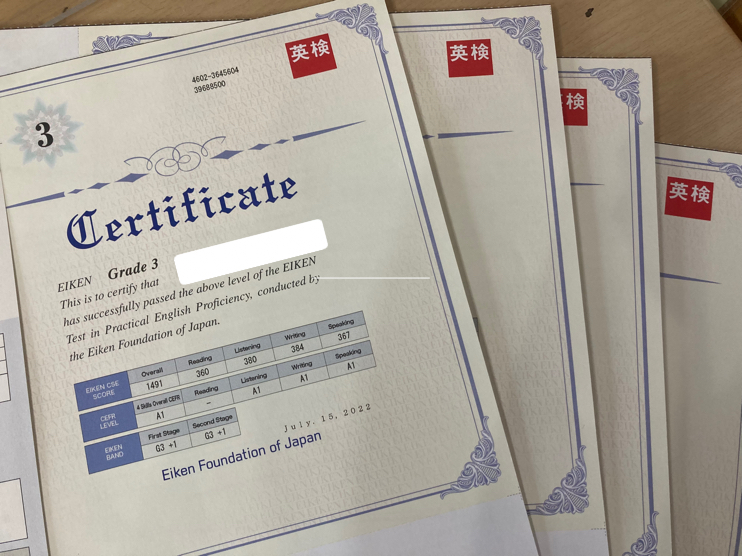 英検
英検
検
英検
4602-3645604
39688500
3
Certificate
EIKEN Grade 3
This is to certify that
has successfully passed the above level of the EIKEN
Test in Practical English Proficiency, conducted by
the Eiken Foundation of Japan.
EIKEN CSE SCORE
Overall Reading Listening Writing Speaking
1491 360 380 384 367
CEFR LEVEL
4 Skills Overall CEFR Reading Listening Writing Speaking
A1 – A1 A1 A1
EIKEN BAND
First Stage Second Stage
G3 +1 G3 +1
July. 15, 2022
Eiken Foundation of Japan